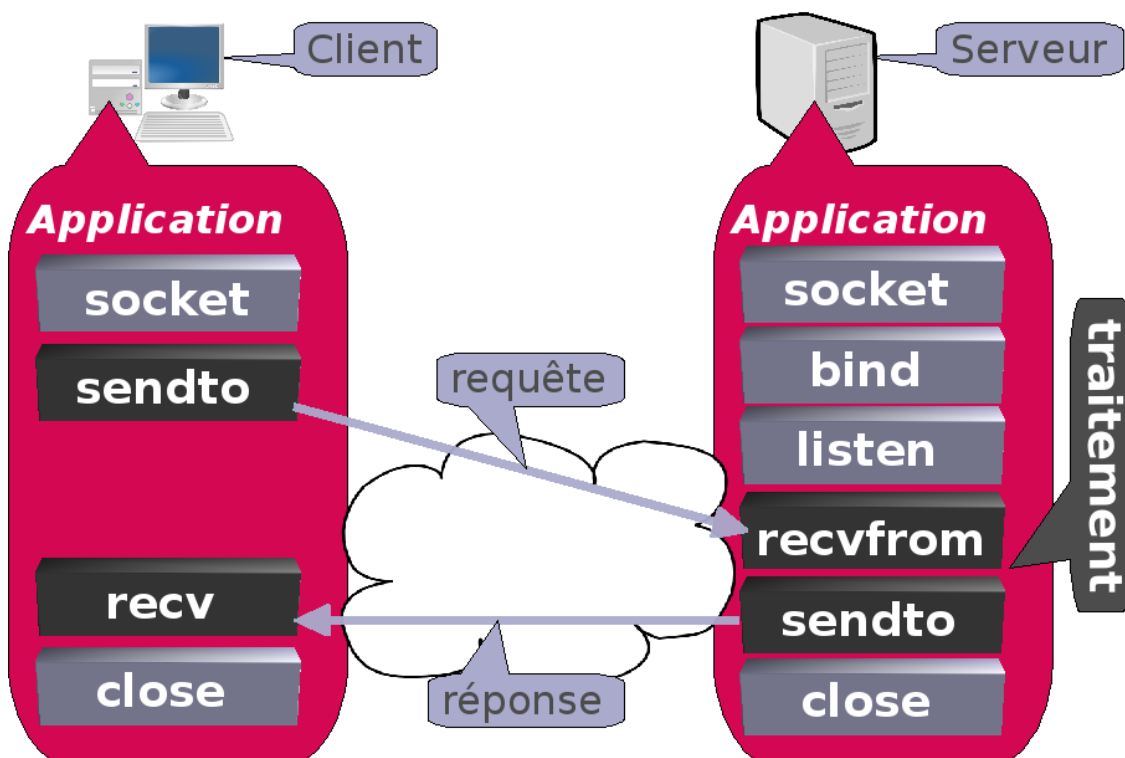 Client
Serveur
Application
socket
sendto
recv
close
requête
réponse
Application
socket
bind
listen
recvfrom
sendto
close
traitement